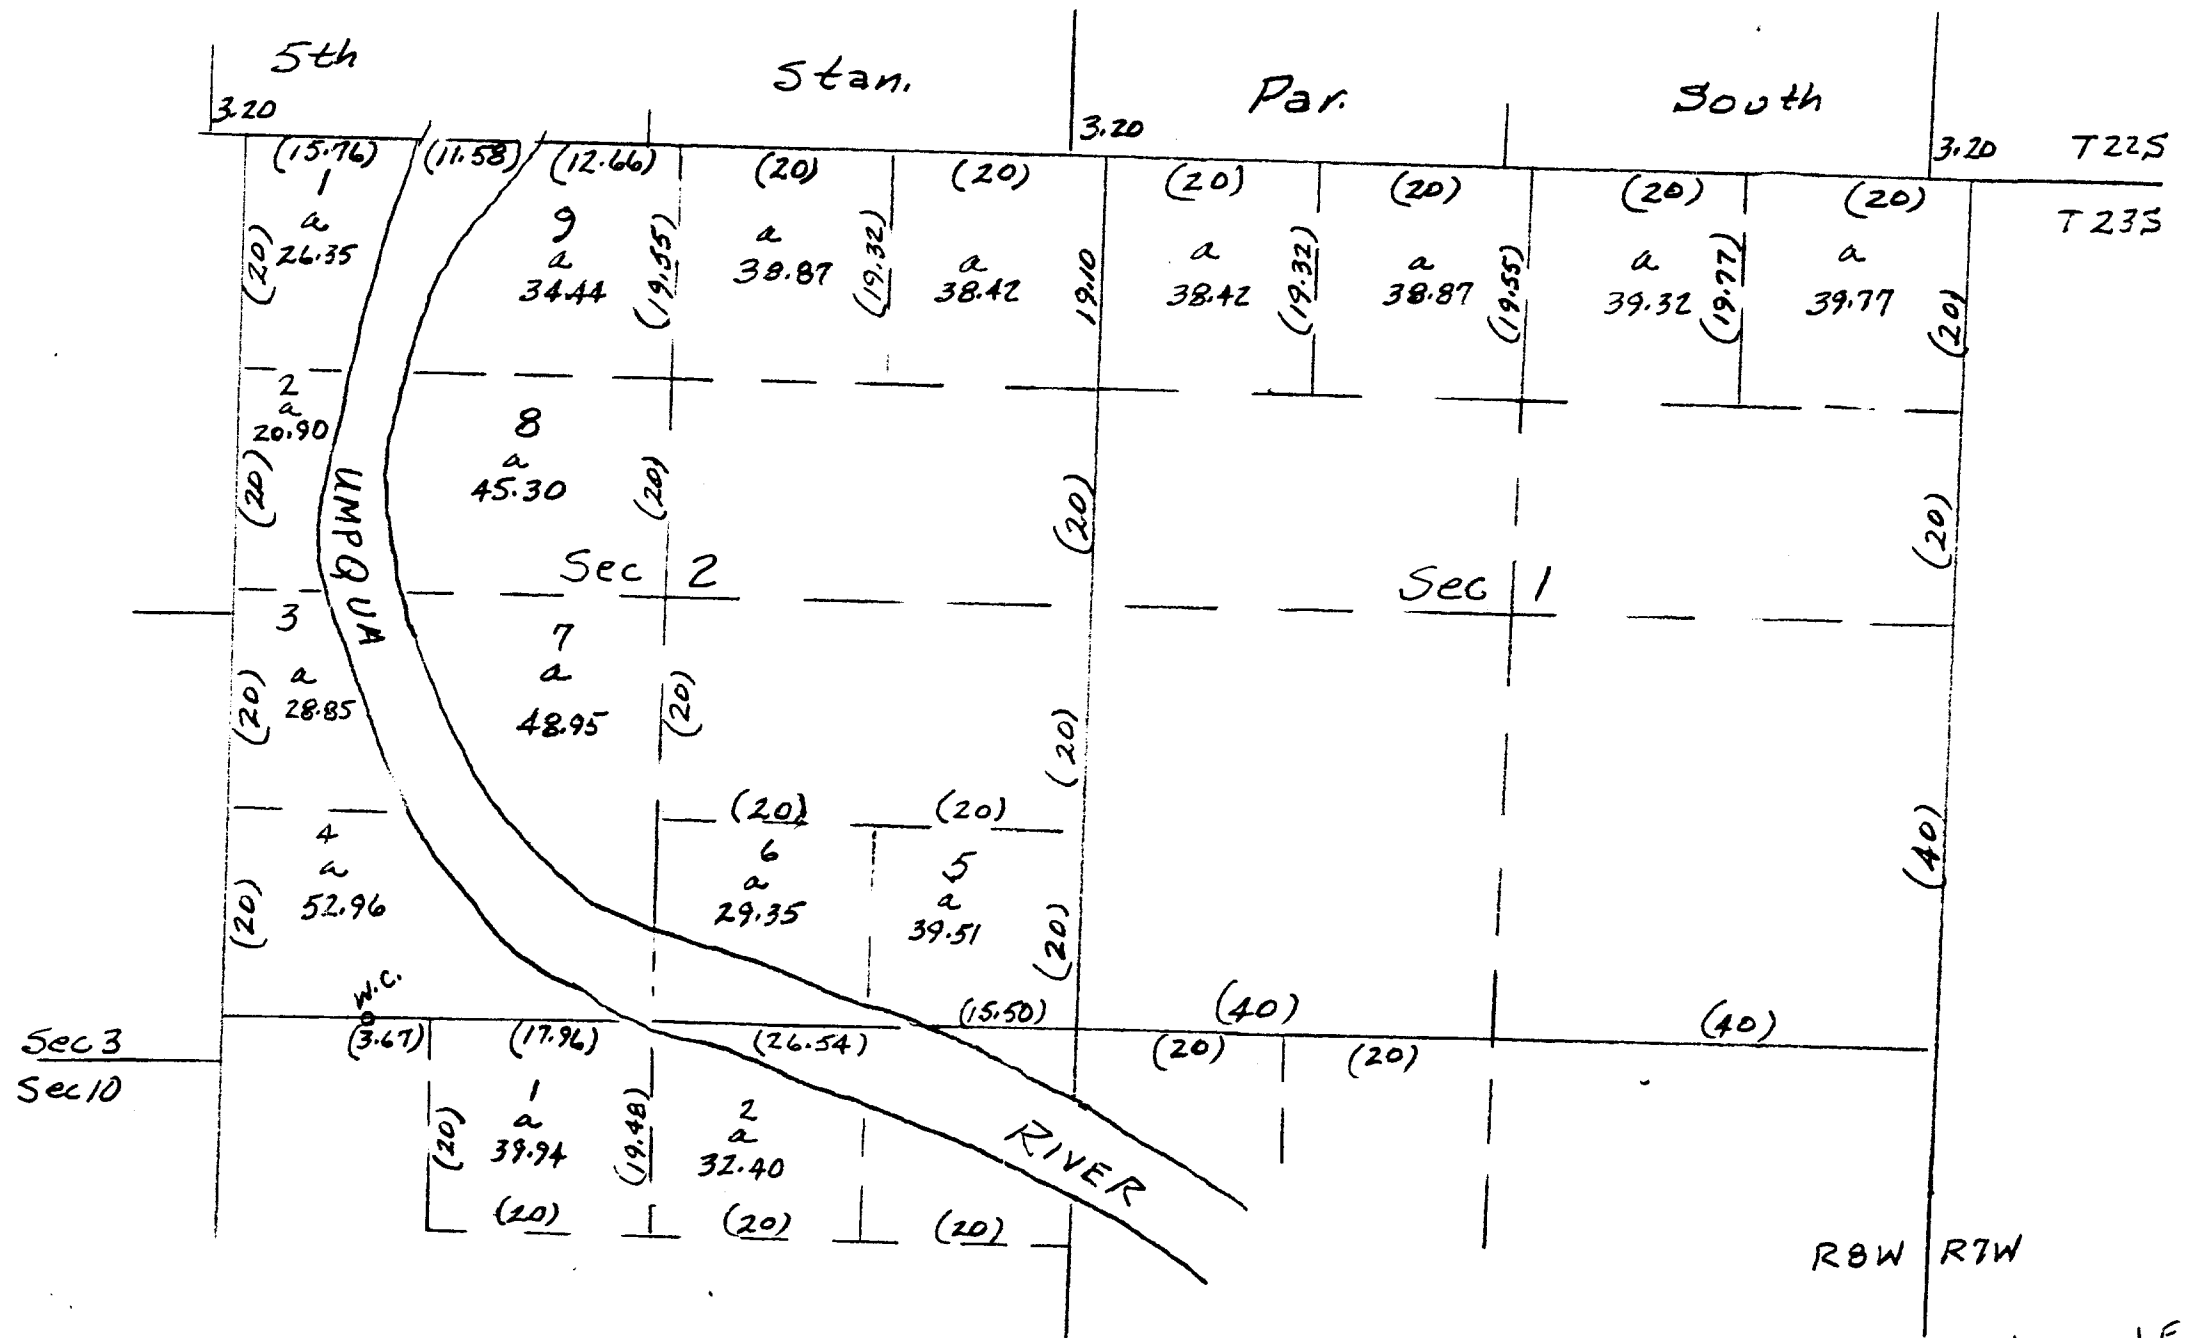 5th Stan. Par. South
3.20 3.20 3.20 T22S
T23S
(15.76) (11.58) (12.66) (20) (20) (20) (20) (20) (20)
1 9
a a a a a a a a
26.35 34.44 38.87 38.42 38.42 38.87 39.32 39.77
(20) (19.55) (19.32) 19.10 (19.32) (19.55) (19.77) (20)
2 8
a a
20.90 45.30
(20) (20) (20) (20)
UMPQUA
Sec 2 Sec 1
3 7
a a
28.85 48.95
(20) (20) (20) (40)
(20) (20)
4 6 5
a a a
52.96 29.35 39.51
(20) (20)
W.C. (15.50) (40) (40)
Sec 3 (3.67) (17.96) (26.54) (20) (20)
Sec 10
1 2
a a
39.94 32.40
(20) (19.48)
RIVER
(20) (20) (20)
R8W R7W